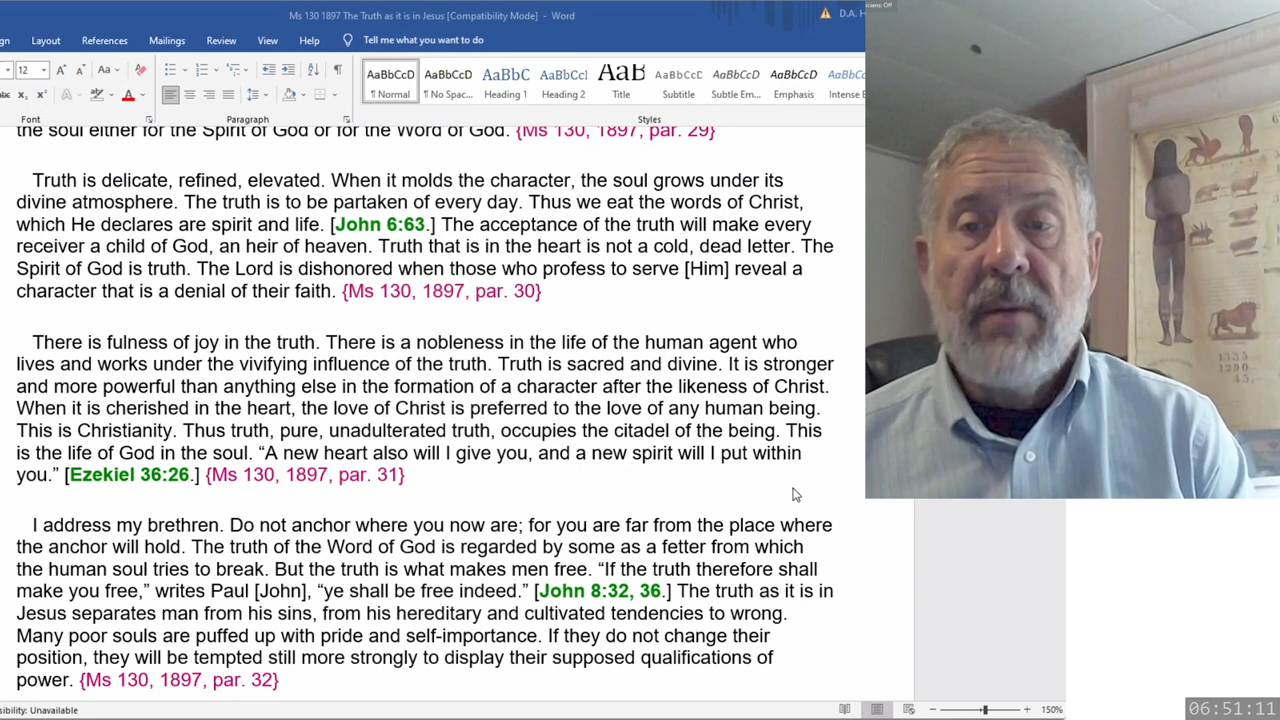 Ms 130 1897 The Truth as it is in Jesus [Compatibility Mode] - Word
D.A. H
Layout References Mailings Review View Help Tell me what you want to do
12 Aa
AaBbCcD AaBbCcD AaBbC AaBbCc AaB AaBbCcD AaBbCcD AaBbCcD AaBbCc
¶ Normal ¶ No Spac... Heading 1 Heading 2 Title Subtitle Subtle Em... Emphasis Intense E
Font Paragraph Styles
the soul either for the Spirit of God or for the Word of God. {Ms 130, 1897, par. 29}
Truth is delicate, refined, elevated. When it molds the character, the soul grows under its
divine atmosphere. The truth is to be partaken of every day. Thus we eat the words of Christ,
which He declares are spirit and life. [John 6:63.] The acceptance of the truth will make every
receiver a child of God, an heir of heaven. Truth that is in the heart is not a cold, dead letter. The
Spirit of God is truth. The Lord is dishonored when those who profess to serve [Him] reveal a
character that is a denial of their faith. {Ms 130, 1897, par. 30}
There is fulness of joy in the truth. There is a nobleness in the life of the human agent who
lives and works under the vivifying influence of the truth. Truth is sacred and divine. It is stronger
and more powerful than anything else in the formation of a character after the likeness of Christ.
When it is cherished in the heart, the love of Christ is preferred to the love of any human being.
This is Christianity. Thus truth, pure, unadulterated truth, occupies the citadel of the being. This
is the life of God in the soul. “A new heart also will I give you, and a new spirit will I put within
you.” [Ezekiel 36:26.] {Ms 130, 1897, par. 31}
I address my brethren. Do not anchor where you now are; for you are far from the place where
the anchor will hold. The truth of the Word of God is regarded by some as a fetter from which
the human soul tries to break. But the truth is what makes men free. “If the truth therefore shall
make you free,” writes Paul [John], “ye shall be free indeed.” [John 8:32, 36.] The truth as it is in
Jesus separates man from his sins, from his hereditary and cultivated tendencies to wrong.
Many poor souls are puffed up with pride and self-importance. If they do not change their
position, they will be tempted still more strongly to display their supposed qualifications of
power. {Ms 130, 1897, par. 32}
1335
1290
45,
sibility: Unavailable
150%
06:51:11